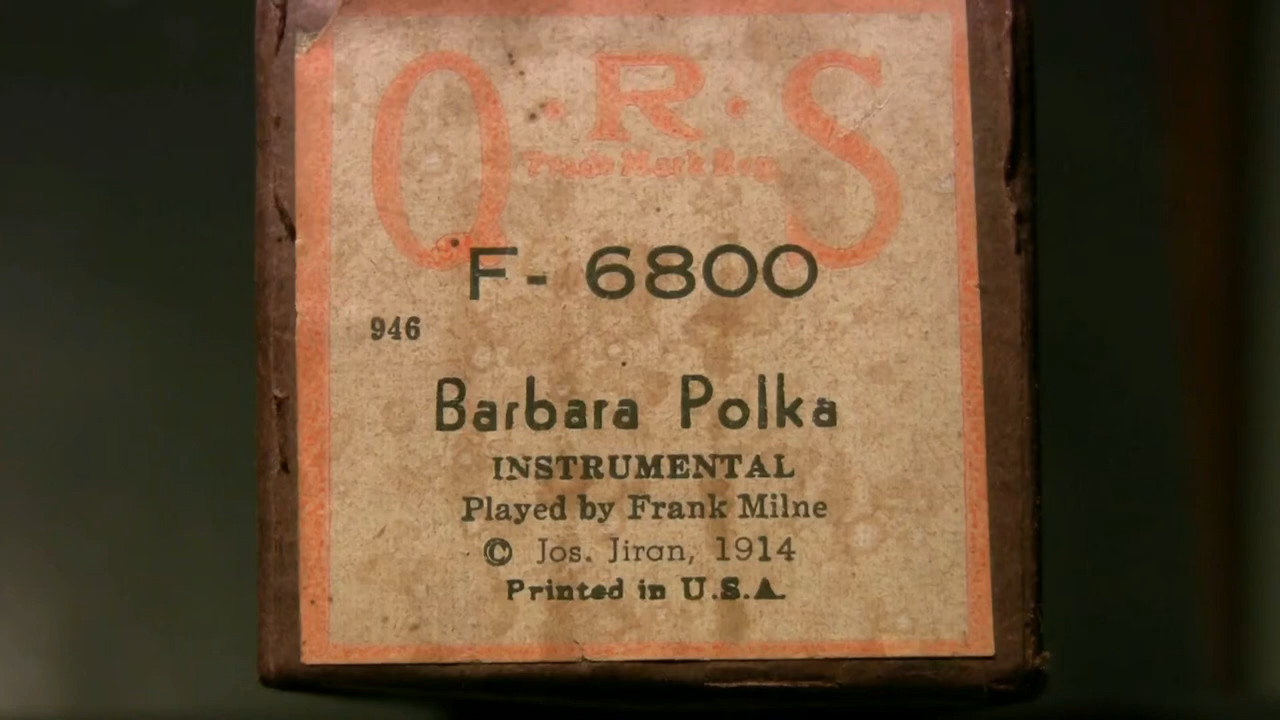 Q·R·S
Trade Mark Reg.
F- 6800
946
Barbara Polka
INSTRUMENTAL
Played by Frank Milne
© Jos. Jiran, 1914
Printed in U.S.A.